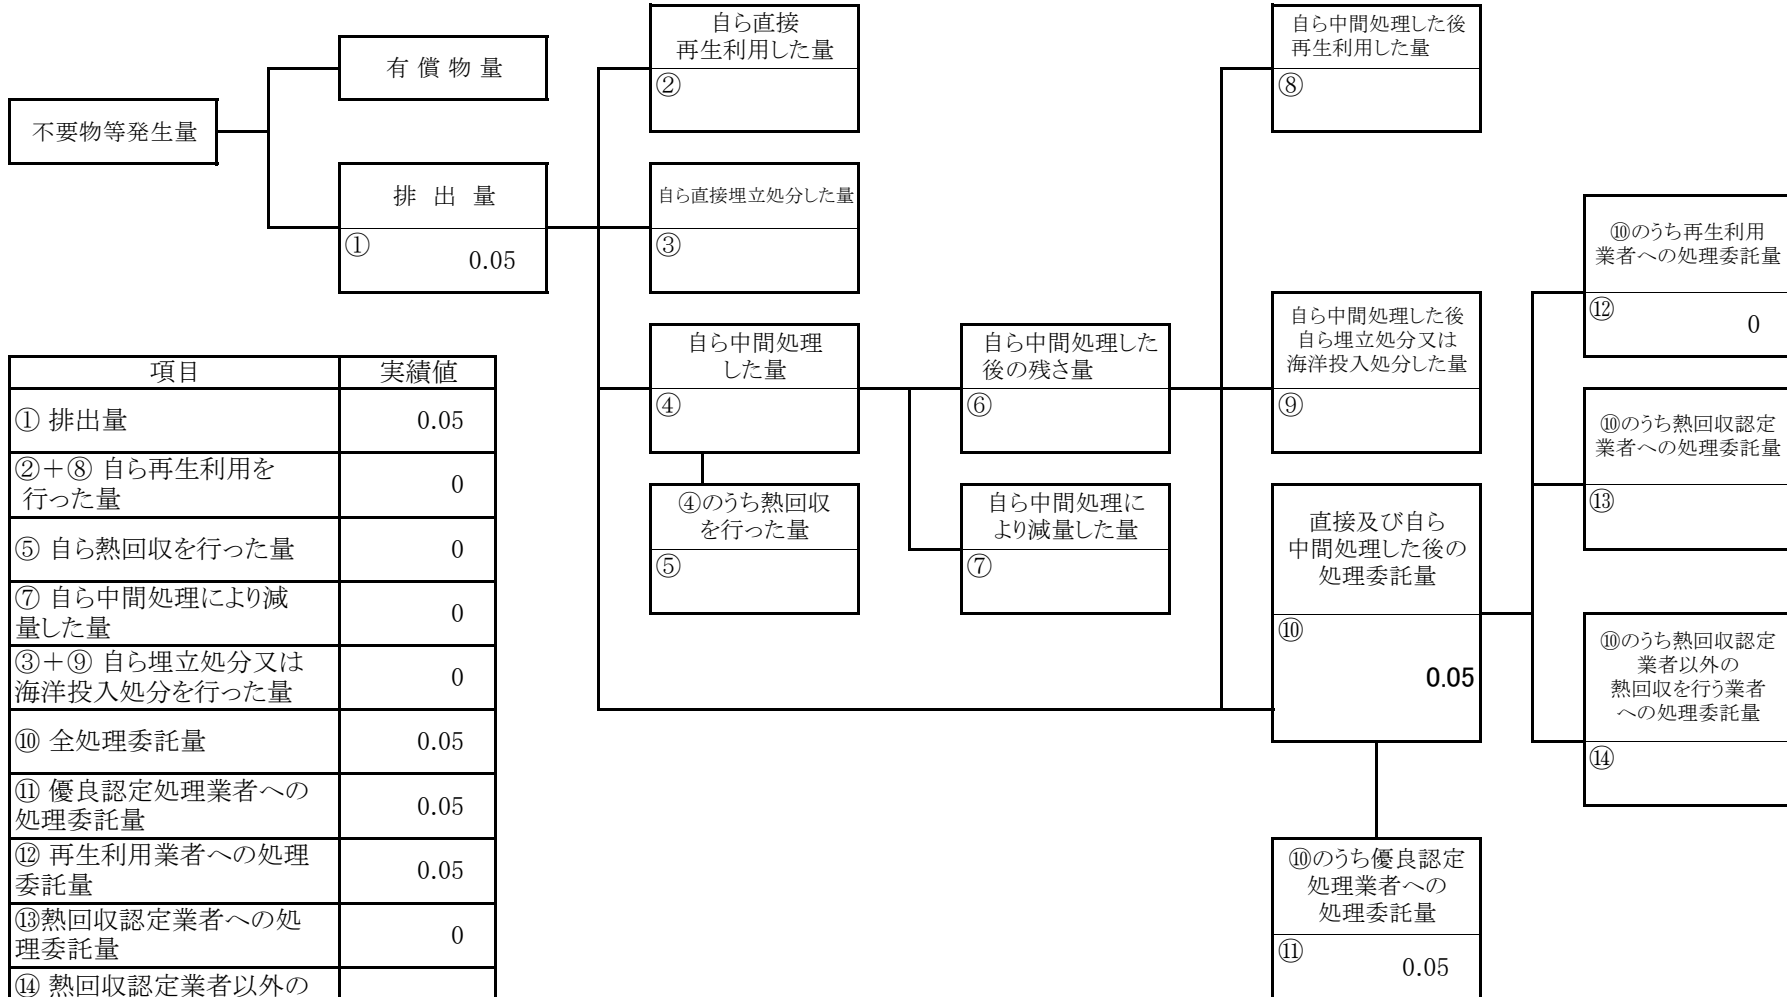 不要物等発生量
有 償 物 量
排 出 量
①
0.05
自ら直接
再生利用した量
②
自ら直接埋立処分した量
③
自ら中間処理
した量
④
④のうち熱回収
を行った量
⑤
自ら中間処理した
後の残さ量
⑥
自ら中間処理に
より減量した量
⑦
自ら中間処理した後
再生利用した量
⑧
自ら中間処理した後
自ら埋立処分又は
海洋投入処分した量
⑨
直接及び自ら
中間処理した後の
処理委託量
⑩
0.05
⑩のうち優良認定
処理業者への
処理委託量
⑪
0.05
⑩のうち再生利用
業者への処理委託量
⑫
0
⑩のうち熱回収認定
業者への処理委託量
⑬
⑩のうち熱回収認定
業者以外の
熱回収を行う業者
への処理委託量
⑭
項目 実績値
① 排出量 0.05
②＋⑧ 自ら再生利用を
行った量 0
⑤ 自ら熱回収を行った量 0
⑦ 自ら中間処理により減
量した量 0
③＋⑨ 自ら埋立処分又は
海洋投入処分を行った量 0
⑩ 全処理委託量 0.05
⑪ 優良認定処理業者への
処理委託量 0.05
⑫ 再生利用業者への処理
委託量 0.05
⑬熱回収認定業者への処
理委託量 0
⑭ 熱回収認定業者以外の